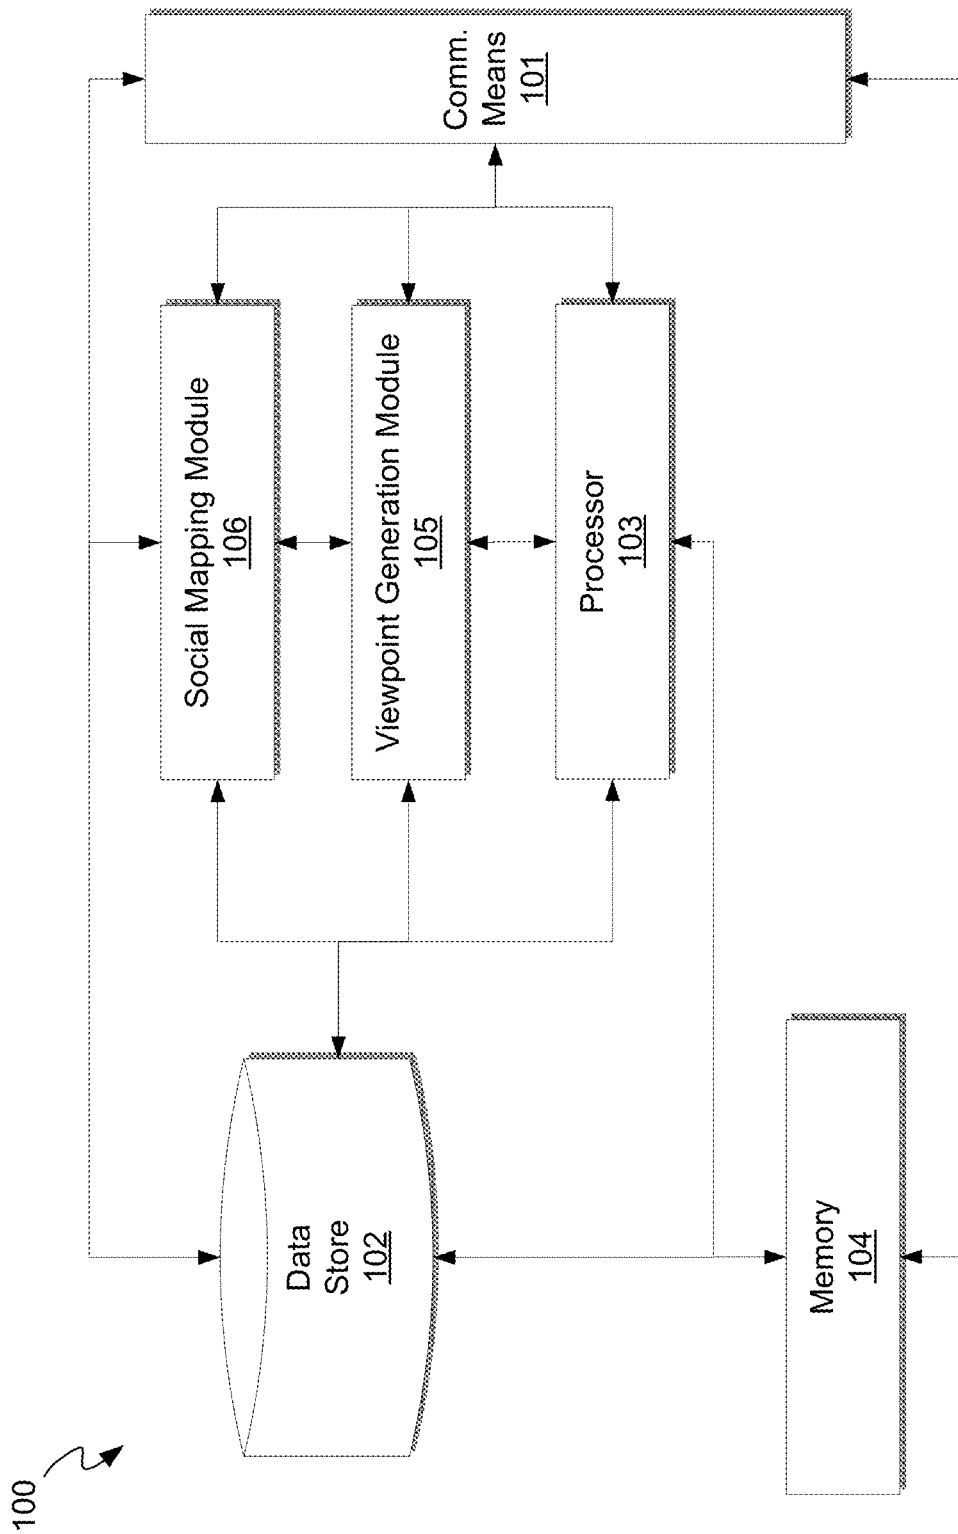 100
Data
Store
102
Social Mapping Module
106
Viewpoint Generation Module
105
Processor
103
Comm.
Means
101
Memory
104